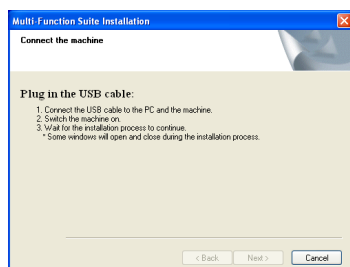 Multi-Function Suite Installation
Connect the machine
Plug in the USB cable:
1. Connect the USB cable to the PC and the machine.
2. Switch the machine on.
3. Wait for the installation process to continue.
* Some windows will open and close during the installation process.
< Back Next > Cancel